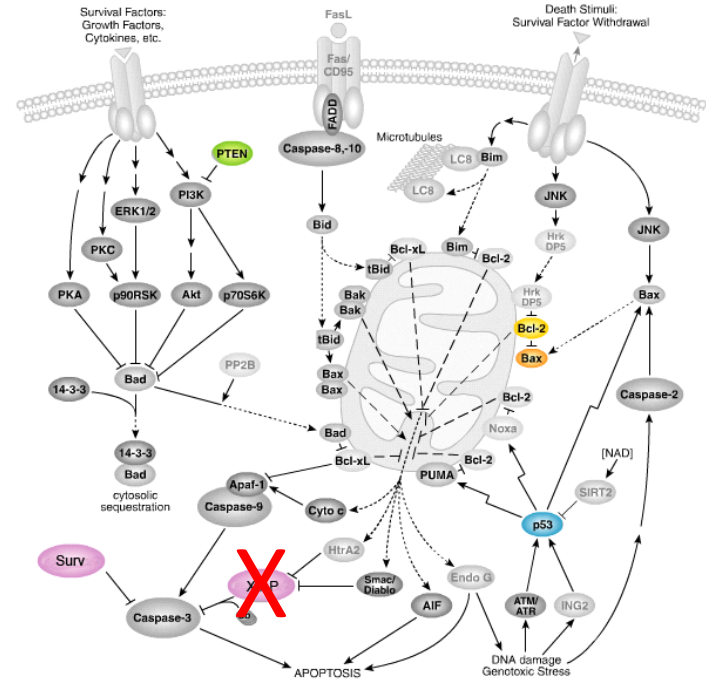 Survival Factors:
Growth Factors,
Cytokines, etc.
FasL
Death Stimuli:
Survival Factor Withdrawal
Fas/
CD95
FADD
Caspase-8,-10
PTEN
PI3K
ERK1/2
PKC
PKA
p90RSK
Akt
p70S6K
Microtubules
LC8
Bim
LC8
JNK
Hrk
DP5
JNK
Bid
Bcl-xL
tBid
Bim
Bcl-2
Bak
Bak
tBid
Bax
Bax
Hrk
DP5
Bcl-2
Bax
Bax
Bad
PP2B
14-3-3
14-3-3
Bad
cytosolic
sequestration
Bad
Bcl-xL
Bcl-2
Noxa
Bcl-2
PUMA
Caspase-2
[NAD]
SIRT2
p53
Apaf-1
Caspase-9
Cyto c
HtrA2
Smac/
Diablo
AIF
Endo G
ATM/
ATR
ING2
Surv
Caspase-3
DNA damage
Genotoxic Stress
APOPTOSIS